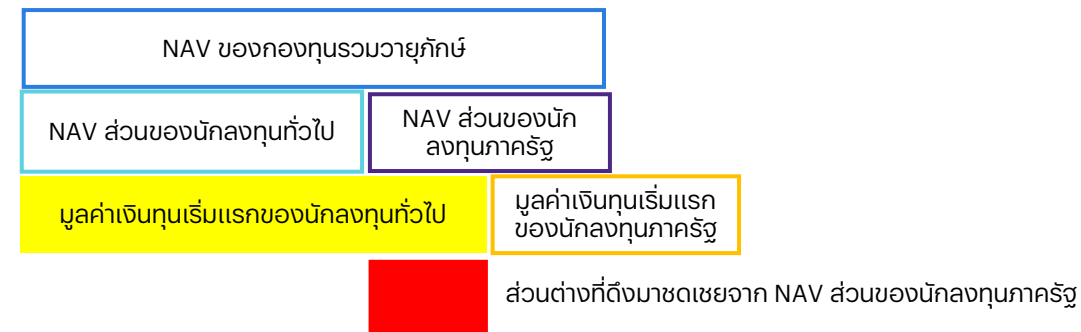 NAV ของกองทุนรวมวายุภักษ์
NAV ส่วนของนักลงทุนทั่วไป
NAV ส่วนของนัก
ลงทุนภาครัฐ
มูลค่าเงินทุนเริ่มแรกของนักลงทุนทั่วไป
มูลค่าเงินทุนเริ่มแรก
ของนักลงทุนภาครัฐ
ส่วนต่างที่ดึงมาชดเชยจาก NAV ส่วนของนักลงทุนภาครัฐ